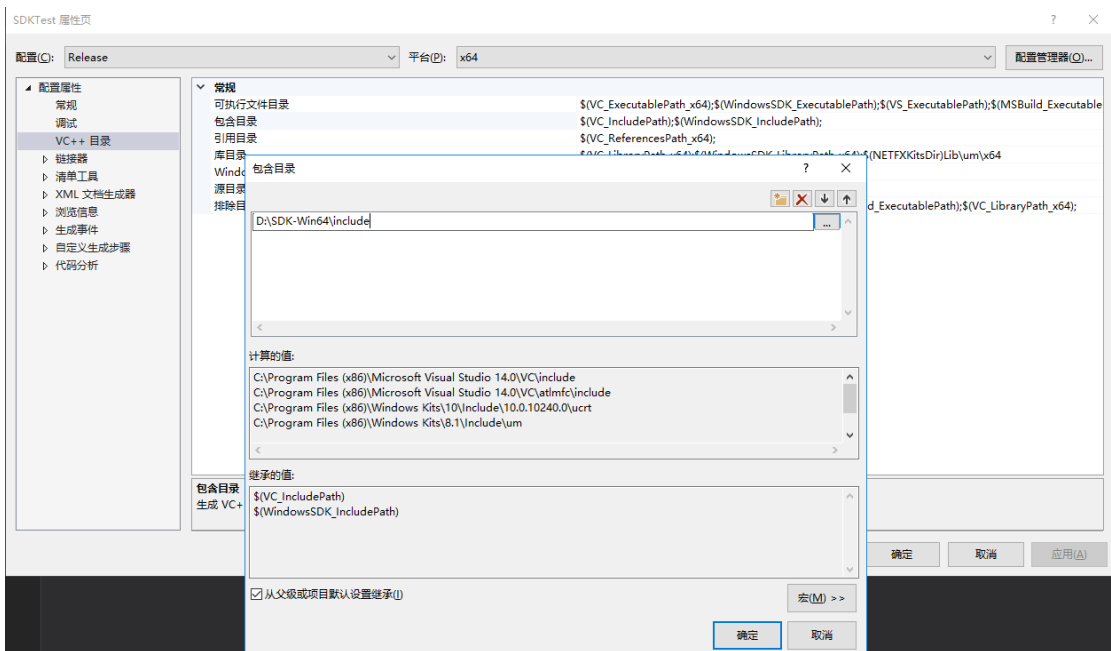 SDKTest 属性页
? ×
配置(C): Release
平台(P): x64
配置管理器(O)...
配置属性
常规
调试
VC++ 目录
链接器
清单工具
XML 文档生成器
浏览信息
生成事件
自定义生成步骤
代码分析
常规
可执行文件目录 $(VC_ExecutablePath_x64);$(WindowsSDK_ExecutablePath);$(VS_ExecutablePath);$(MSBuild_Executable
包含目录 $(VC_IncludePath);$(WindowsSDK_IncludePath);
引用目录 $(VC_ReferencesPath_x64);
库目录 $(VC_LibraryPath_x64);$(WindowsSDK_LibraryPath_x64);$(NETFXKitsDir)Lib\um\x64
Windo
源目录
排除目 d_ExecutablePath);$(VC_LibraryPath_x64);
包含目录
? ×
D:\SDK-Win64\include
...
计算的值:
C:\Program Files (x86)\Microsoft Visual Studio 14.0\VC\include
C:\Program Files (x86)\Microsoft Visual Studio 14.0\VC\atlmfc\include
C:\Program Files (x86)\Windows Kits\10\Include\10.0.10240.0\ucrt
C:\Program Files (x86)\Windows Kits\8.1\Include\um
继承的值:
$(VC_IncludePath)
$(WindowsSDK_IncludePath)
从父级或项目默认设置继承(I)
宏(M) >>
确定
取消
包含目录
生成 VC+
确定
取消
应用(A)